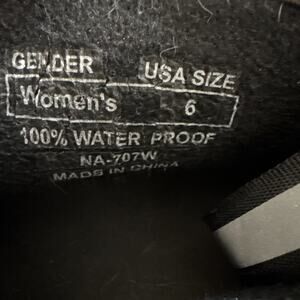 GENDER USA SIZE
Women's 6
100% WATER PROOF
NA-707W
MADE IN CHINA